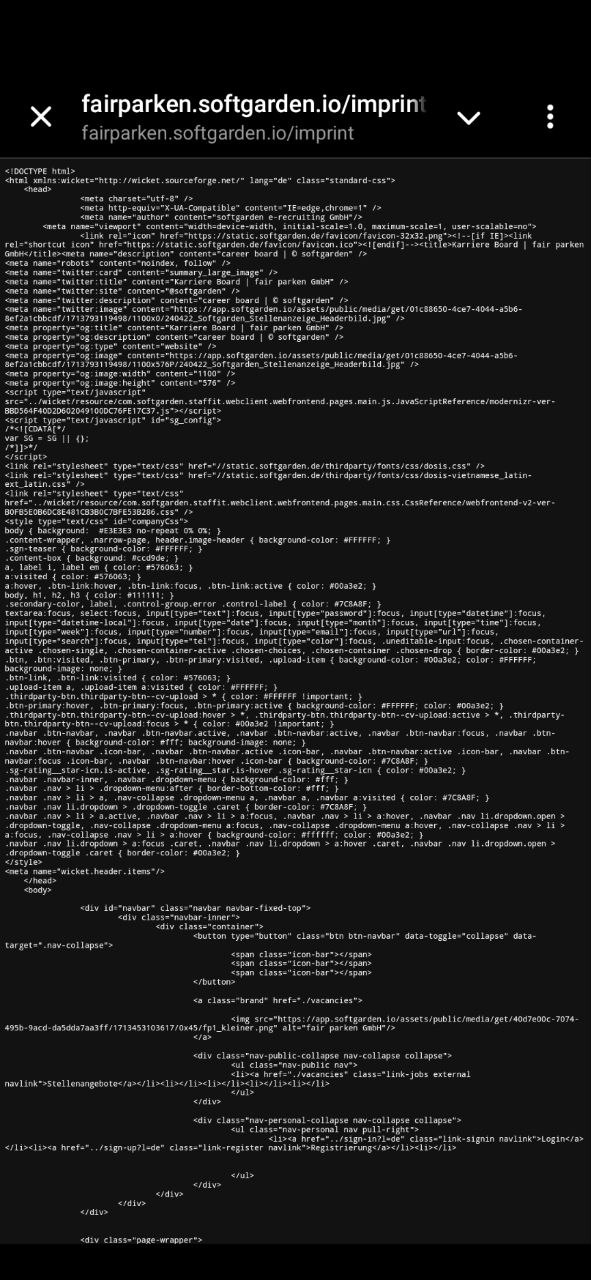 fairparken.softgarden.io/imprint
fairparken.softgarden.io/imprint
<!DOCTYPE html>
<html xmlns:wicket="http://wicket.sourceforge.net/" lang="de" class="standard-css">
<head>
<meta charset="utf-8" />
<meta http-equiv="X-UA-Compatible" content="IE=edge,chrome=1" />
<meta name="author" content="softgarden e-recruiting GmbH"/>
<meta name="viewport" content="width=device-width, initial-scale=1.0, maximum-scale=1, user-scalable=no">
<link rel="icon" href="https://static.softgarden.de/favicon/favicon-32x32.png"><!--[if IE]><link
rel="shortcut icon" href="https://static.softgarden.de/favicon/favicon.ico"><![endif]--><title>Karriere Board | fair parken
GmbH</title><meta name="description" content="career board | © softgarden" />
<meta name="robots" content="noindex, follow" />
<meta name="twitter:card" content="summary_large_image" />
<meta name="twitter:title" content="Karriere Board | fair parken GmbH" />
<meta name="twitter:site" content="@softgarden" />
<meta name="twitter:description" content="career board | © softgarden" />
<meta name="twitter:image" content="https://app.softgarden.io/assets/public/media/get/01c88650-4ce7-4044-a5b6-
8ef2a1cbbcdf/1713793119498/1100x0/240422_Softgarden_Stellenanzeige_Headerbild.jpg" />
<meta property="og:title" content="Karriere Board | fair parken GmbH" />
<meta property="og:description" content="career board | © softgarden" />
<meta property="og:type" content="website" />
<meta property="og:image" content="https://app.softgarden.io/assets/public/media/get/01c88650-4ce7-4044-a5b6-
8ef2a1cbbcdf/1713793119498/1100x576P/240422_Softgarden_Stellenanzeige_Headerbild.jpg" />
<meta property="og:image:width" content="1100" />
<meta property="og:image:height" content="576" />
<script type="text/javascript"
src="../wicket/resource/com.softgarden.staffit.webclient.webfrontend.pages.main.js.JavaScriptReference/modernizr-ver-
BBD564F40D2D602049100DC76FE17C37.js"></script>
<script type="text/javascript" id="sg_config">
/*<![CDATA[*/
var SG = SG || {};
/*]]>*/
</script>
<link rel="stylesheet" type="text/css" href="//static.softgarden.de/thirdparty/fonts/css/dosis.css" />
<link rel="stylesheet" type="text/css" href="//static.softgarden.de/thirdparty/fonts/css/dosis-vietnamese_latin-
ext_latin.css" />
<link rel="stylesheet" type="text/css"
href="../wicket/resource/com.softgarden.staffit.webclient.webfrontend.pages.main.css.CssReference/webfrontend-v2-ver-
B0FB5E0B6DC8E481CB3B0C7BFE53B286.css" />
<style type="text/css" id="companyCss">
body { background:  #E3E3E3 no-repeat 0% 0%; }
.content-wrapper, .narrow-page, header.image-header { background-color: #FFFFFF; }
.sgn-teaser { background-color: #FFFFFF; }
.content-box { background: #ccd9de; }
a, label i, label em { color: #576063; }
a:visited { color: #576063; }
a:hover, .btn-link:hover, .btn-link:focus, .btn-link:active { color: #00a3e2; }
body, h1, h2, h3 { color: #111111; }
.secondary-color, label, .control-group.error .control-label { color: #7C8A8F; }
textarea:focus, select:focus, input[type="text"]:focus, input[type="password"]:focus, input[type="datetime"]:focus,
input[type="datetime-local"]:focus, input[type="date"]:focus, input[type="month"]:focus, input[type="time"]:focus,
input[type="week"]:focus, input[type="number"]:focus, input[type="email"]:focus, input[type="url"]:focus,
input[type="search"]:focus, input[type="tel"]:focus, input[type="color"]:focus, .uneditable-input:focus, .chosen-container-
active .chosen-single, .chosen-container-active .chosen-choices, .chosen-container .chosen-drop { border-color: #00a3e2; }
.btn, .btn:visited, .btn-primary, .btn-primary:visited, .upload-item { background-color: #00a3e2; color: #FFFFFF;
background-image: none; }
.btn-link, .btn-link:visited { color: #576063; }
.upload-item a, .upload-item a:visited { color: #FFFFFF; }
.thirdparty-btn.thirdparty-btn--cv-upload > * { color: #FFFFFF !important; }
.btn-primary:hover, .btn-primary:focus, .btn-primary:active { background-color: #FFFFFF; color: #00a3e2; }
.thirdparty-btn.thirdparty-btn--cv-upload:hover > *, .thirdparty-btn.thirdparty-btn--cv-upload:active > *, .thirdparty-
btn.thirdparty-btn--cv-upload:focus > * { color: #00a3e2 !important; }
.navbar .btn-navbar, .navbar .btn-navbar.active, .navbar .btn-navbar:active, .navbar .btn-navbar:focus, .navbar .btn-
navbar:hover { background-color: #fff; background-image: none; }
.navbar .btn-navbar .icon-bar, .navbar .btn-navbar.active .icon-bar, .navbar .btn-navbar:active .icon-bar, .navbar .btn-
navbar:focus .icon-bar, .navbar .btn-navbar:hover .icon-bar { background-color: #7C8A8F; }
.sg-rating__star-icn.is-active, .sg-rating__star.is-hover .sg-rating__star-icn { color: #00a3e2; }
.navbar .navbar-inner, .navbar .dropdown-menu { background-color: #fff; }
.navbar .nav > li > .dropdown-menu:after { border-bottom-color: #fff; }
.navbar .nav > li > a, .nav-collapse .dropdown-menu a, .navbar a, .navbar a:visited { color: #7C8A8F; }
.navbar .nav li.dropdown > .dropdown-toggle .caret { border-color: #7C8A8F; }
.navbar .nav > li > a.active, .navbar .nav > li > a:focus, .navbar .nav > li > a:hover, .navbar .nav li.dropdown.open >
.dropdown-toggle, .nav-collapse .dropdown-menu a:focus, .nav-collapse .dropdown-menu a:hover, .nav-collapse .nav > li >
a:focus, .nav-collapse .nav > li > a:hover { background-color: #ffffff; color: #00a3e2; }
.navbar .nav li.dropdown > a:focus .caret, .navbar .nav li.dropdown > a:hover .caret, .navbar .nav li.dropdown.open >
.dropdown-toggle .caret { border-color: #00a3e2; }
</style>
<meta name="wicket.header.items"/>
</head>
<body>
<div id="navbar" class="navbar navbar-fixed-top">
<div class="navbar-inner">
<div class="container">
<button type="button" class="btn btn-navbar" data-toggle="collapse" data-
target=".nav-collapse">
<span class="icon-bar"></span>
<span class="icon-bar"></span>
<span class="icon-bar"></span>
</button>
<a class="brand" href="./vacancies">
<img src="https://app.softgarden.io/assets/public/media/get/40d7e00c-7074-
495b-9acd-da5dda7aa3ff/1713453103617/0x45/fp1_kleiner.png" alt="fair parken GmbH"/>
</a>
<div class="nav-public-collapse nav-collapse collapse">
<ul class="nav-public nav">
<li><a href="./vacancies" class="link-jobs external
navlink">Stellenangebote</a></li><li></li><li></li><li></li><li></li>
</ul>
</div>
<div class="nav-personal-collapse nav-collapse collapse">
<ul class="nav-personal nav pull-right">
<li><a href="../sign-in?l=de" class="link-signin navlink">Login</a>
</li><li><a href="../sign-up?l=de" class="link-register navlink">Registrierung</a></li><li></li>
</ul>
</div>
</div>
</div>
</div>
<div class="page-wrapper">